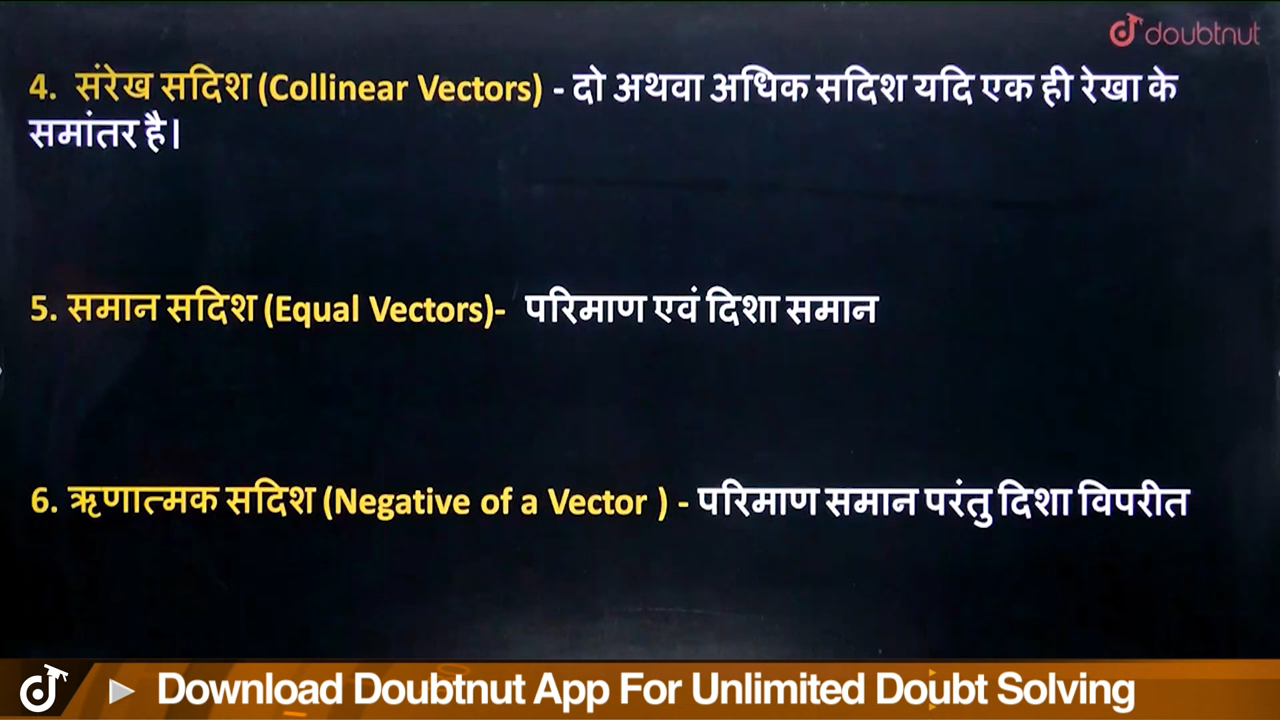 doubtnut
4. संरेख सदिश (Collinear Vectors) - दो अथवा अधिक सदिश यदि एक ही रेखा के
समांतर है।
5. समान सदिश (Equal Vectors)- परिमाण एवं दिशा समान
6. ऋणात्मक सदिश (Negative of a Vector ) - परिमाण समान परंतु दिशा विपरीत
Download Doubtnut App For Unlimited Doubt Solving